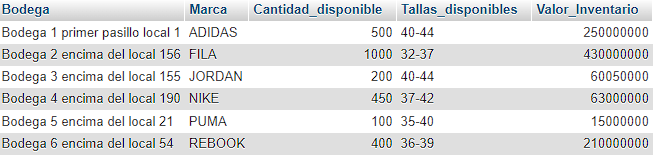 Bodega Marca Cantidad_disponible Tallas_disponibles Valor_Inventario
Bodega 1 primer pasillo local 1 ADIDAS 500 40-44 250000000
Bodega 2 encima del local 156 FILA 1000 32-37 430000000
Bodega 3 encima del local 155 JORDAN 200 40-44 60050000
Bodega 4 encima del local 190 NIKE 450 37-42 63000000
Bodega 5 encima del local 21 PUMA 100 35-40 15000000
Bodega 6 encima del local 54 REBOOK 400 36-39 210000000